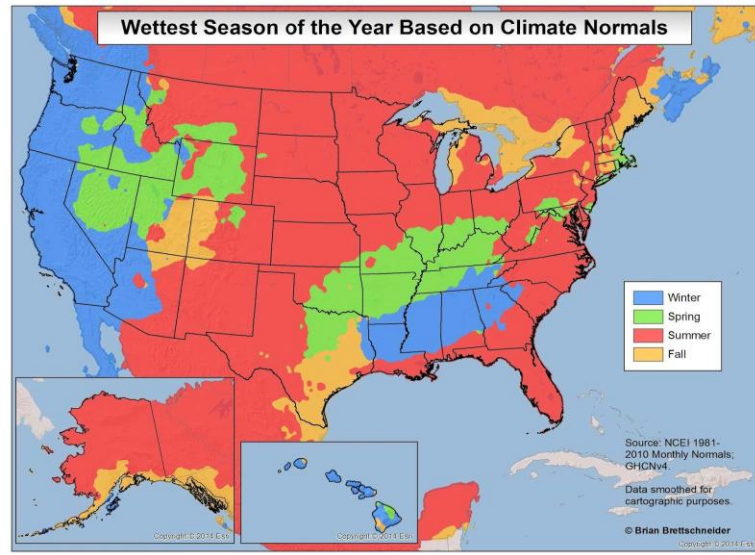 Wettest Season of the Year Based on Climate Normals
Winter
Spring
Summer
Fall
Source: NCEI 1981-
2010 Monthly Normals;
GHCNv4.
Data smoothed for
cartographic purposes.
© Brian Brettschneider
Copyright:© 2014 Esri
Copyright:© 2014 Esri
Copyright:© 2014 Esri